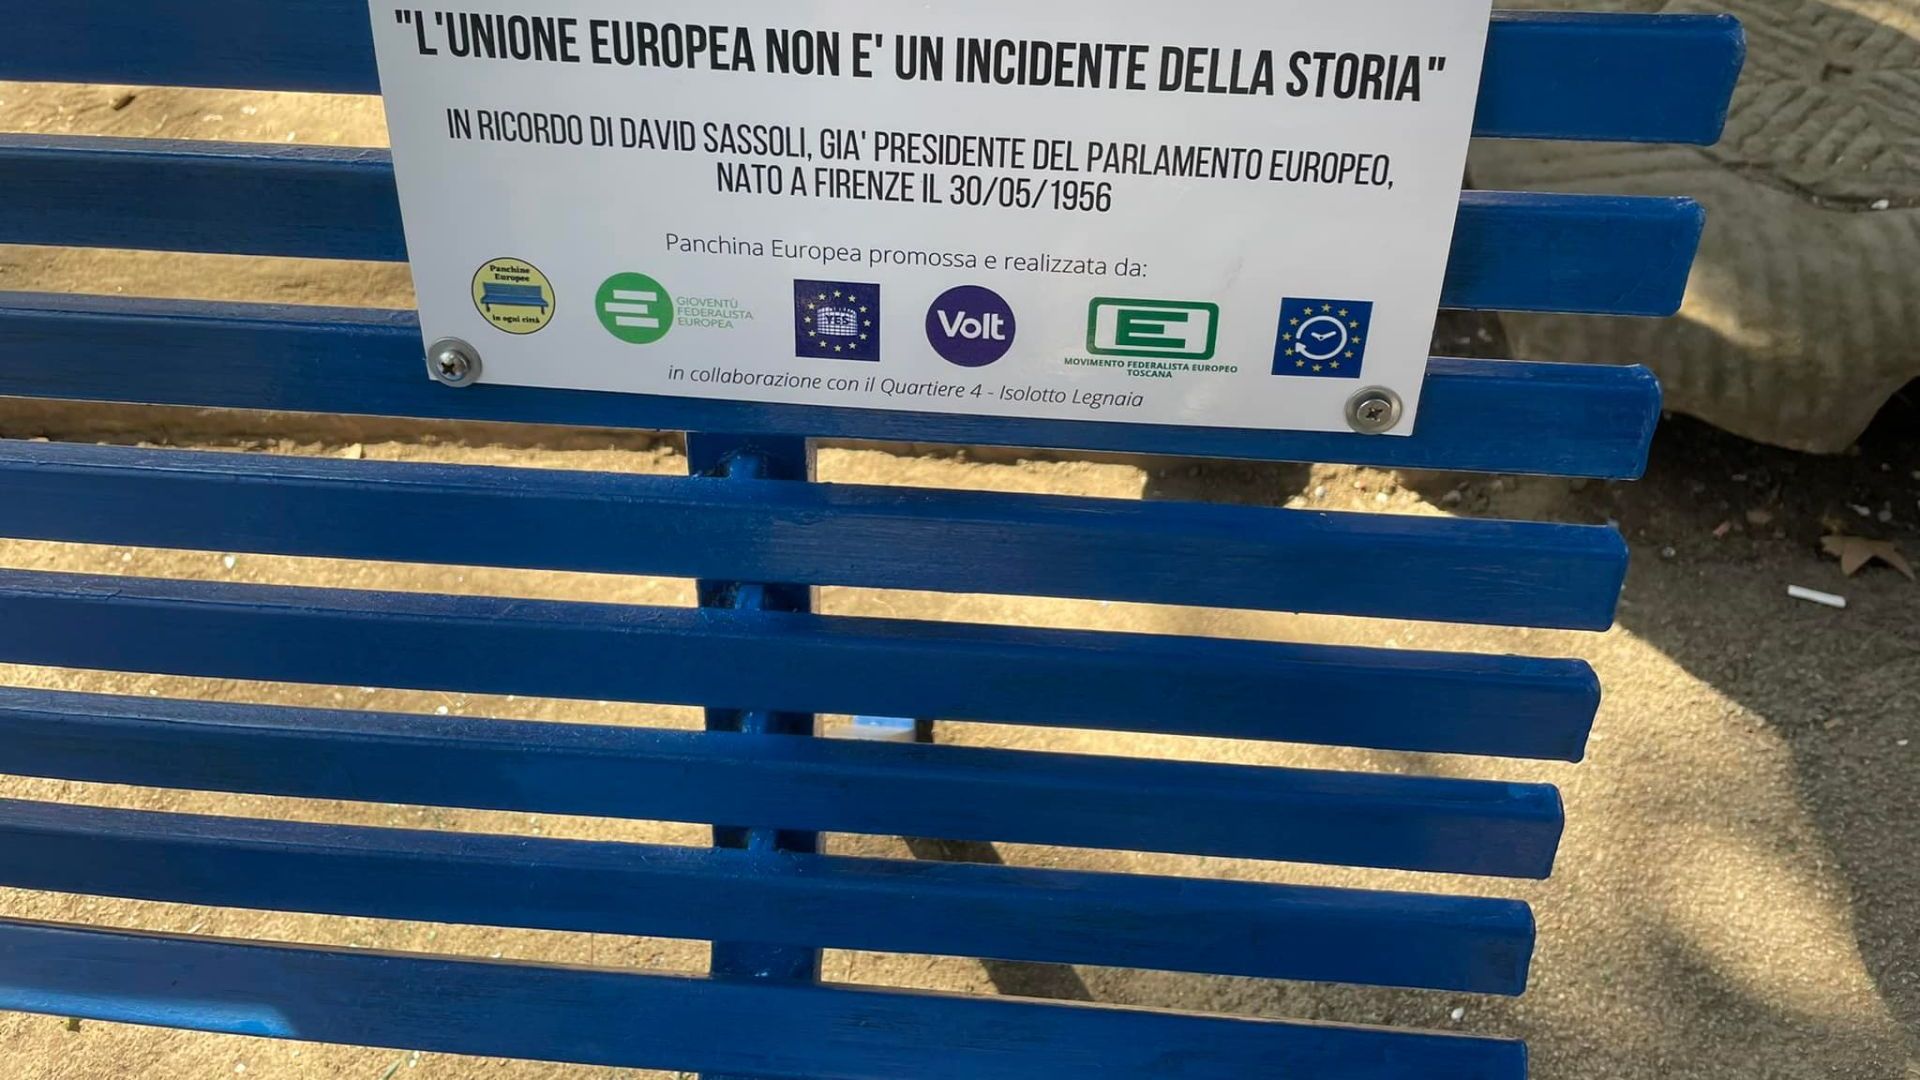 "L'UNIONE EUROPEA NON E' UN INCIDENTE DELLA STORIA"
IN RICORDO DI DAVID SASSOLI, GIA' PRESIDENTE DEL PARLAMENTO EUROPEO,
NATO A FIRENZE IL 30/05/1956
Panchina Europea promossa e realizzata da:
Panchine
Europee
in ogni città
GIOVENTÙ
FEDERALISTA
EUROPEA
YES
Volt
E
MOVIMENTO FEDERALISTA EUROPEO
TOSCANA
in collaborazione con il Quartiere 4 - Isolotto Legnaia